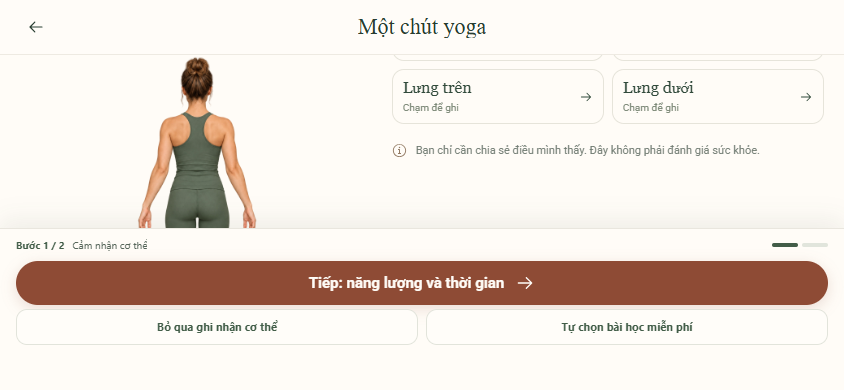 Một chút yoga
Lưng trên
Chạm để ghi
Lưng dưới
Chạm để ghi
Bạn chỉ cần chia sẻ điều mình thấy. Đây không phải đánh giá sức khỏe.
Bước 1 / 2 Cảm nhận cơ thể
Tiếp: năng lượng và thời gian
Bỏ qua ghi nhận cơ thể
Tự chọn bài học miễn phí